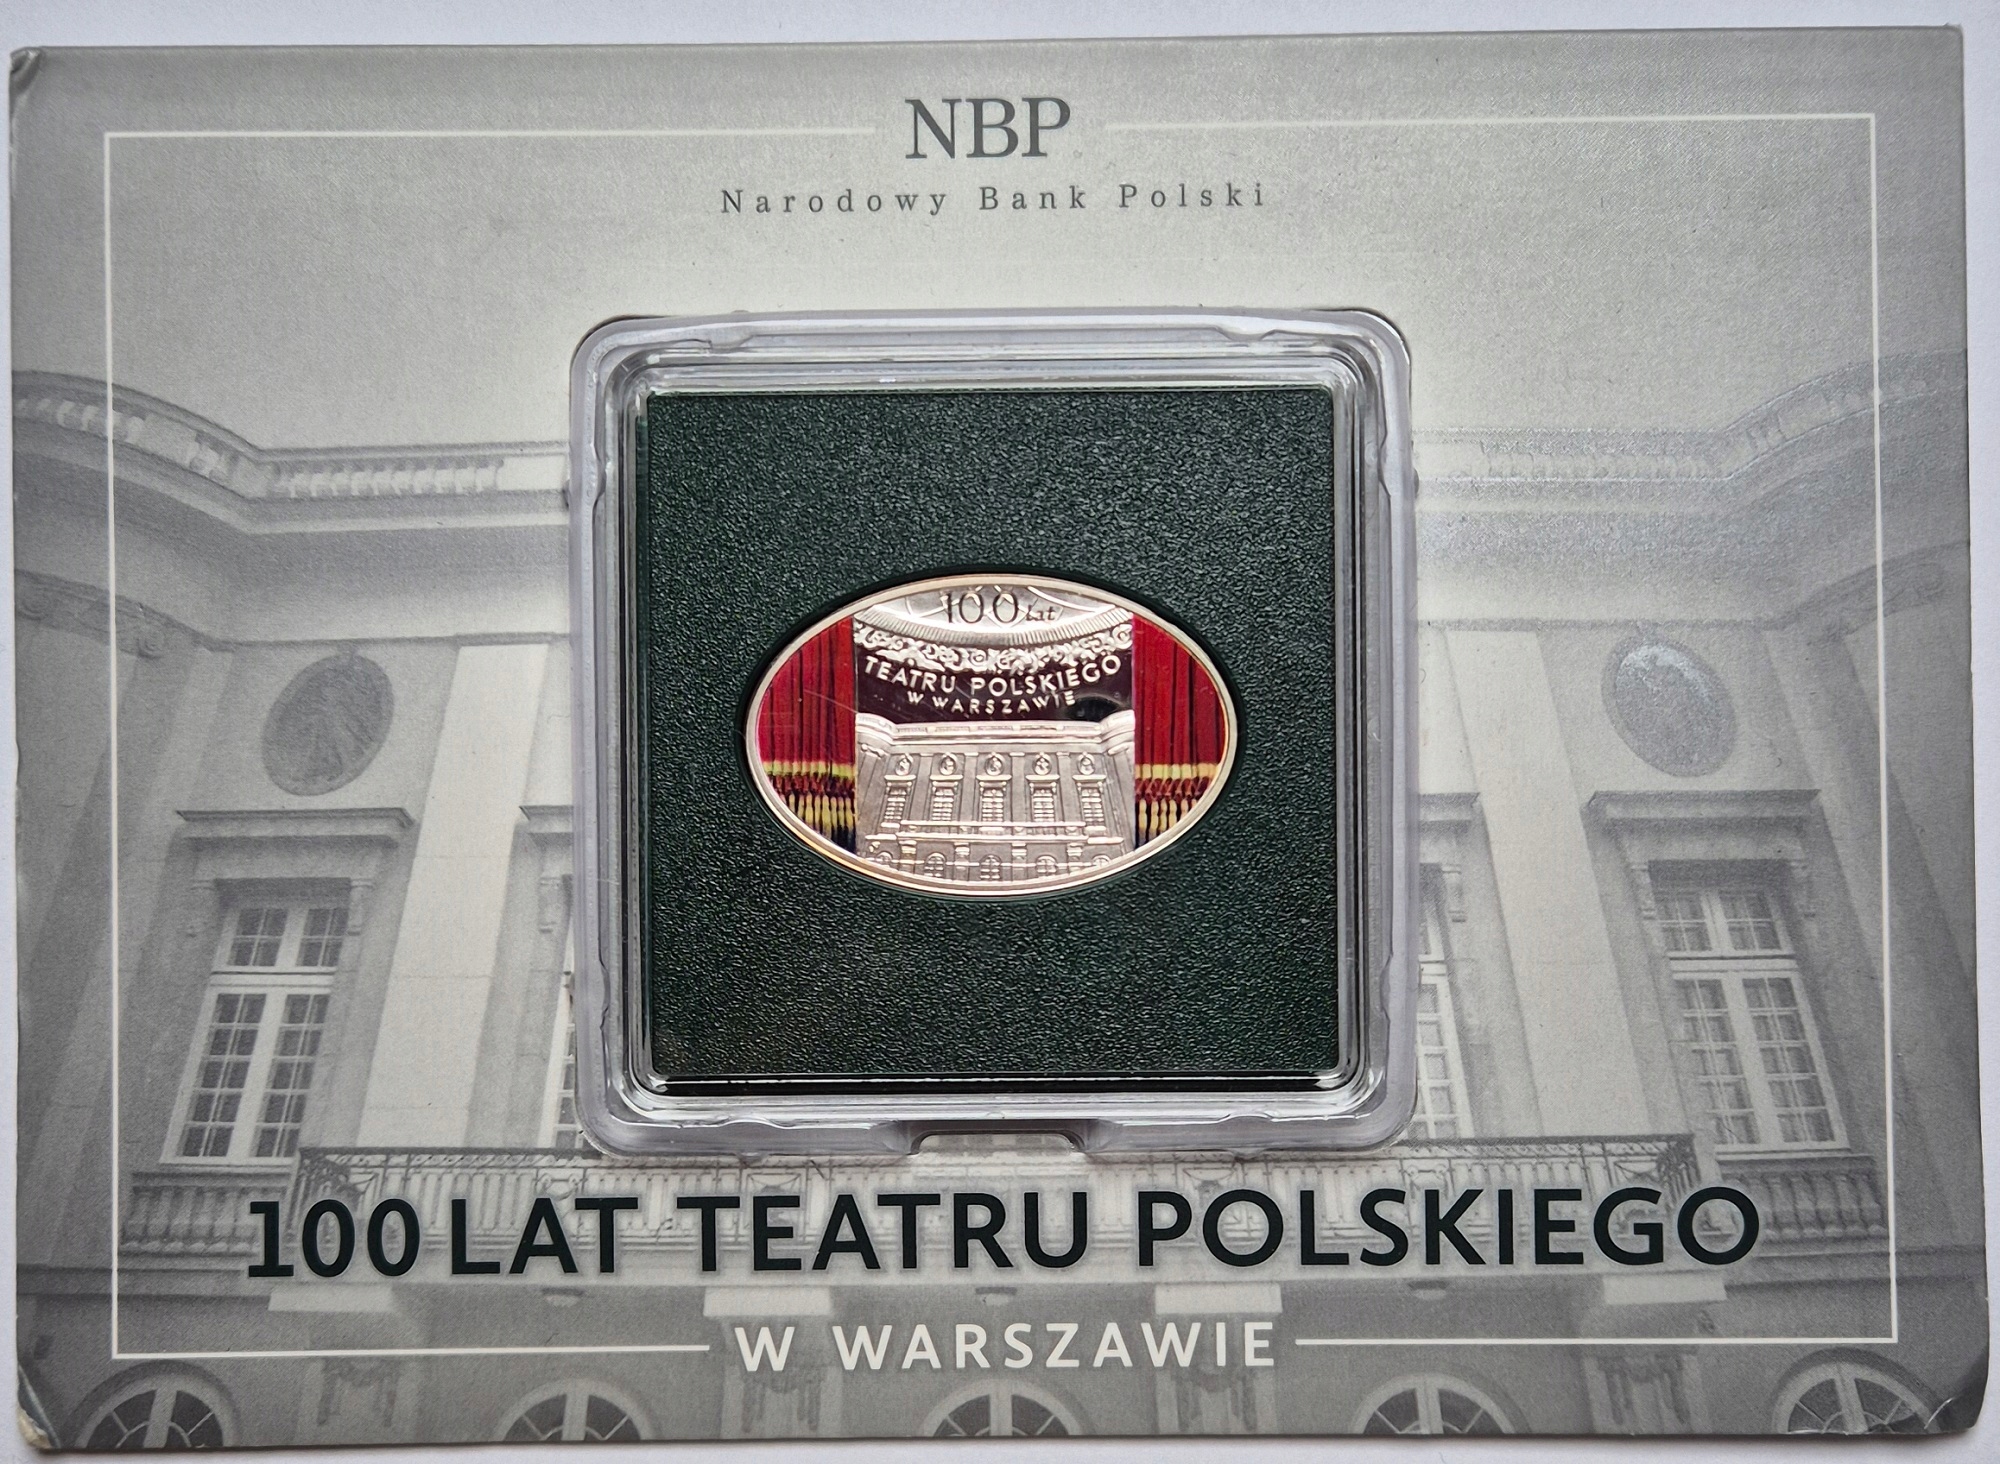 NBP
Narodowy Bank Polski
100 lat
TEATRU POLSKIEGO
W WARSZAWIE
100 LAT TEATRU POLSKIEGO
W WARSZAWIE